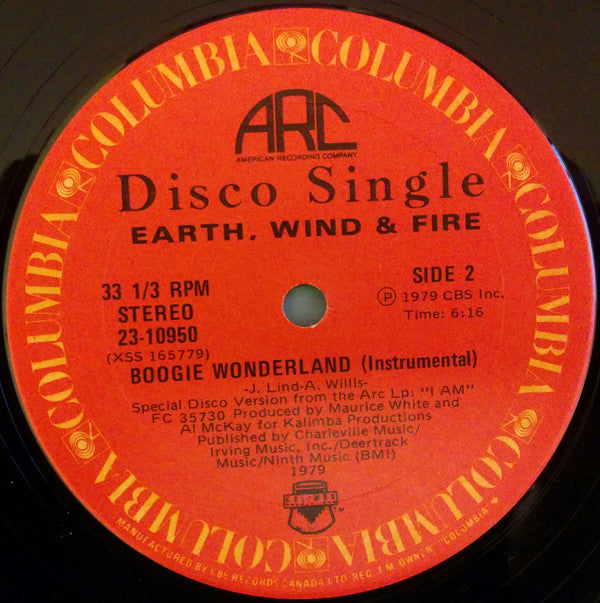 COLUMBIA COLUMBIA COLUMBIA COLUMBIA COLUMBIA COLUMBIA
ARC
AMERICAN RECORDING COMPANY
Disco Single
EARTH, WIND & FIRE
33 1/3 RPM
STEREO
23-10950
(XSS 165779)
SIDE 2
Ⓟ 1979 CBS Inc.
Time: 6:16
BOOGIE WONDERLAND (Instrumental)
-J. Lind-A. Willis-
Special Disco Version from the Arc Lp: "I AM"
FC 35730 Produced by Maurice White and
Al McKay for Kalimba Productions
Published by Charleville Music/
Irving Music, Inc./Deertrack
Music/Ninth Music (BMI)
1979
KALIMBA
TM
MANUFACTURED BY CBS RECORDS CANADA LTD. REG. T.M. OWNER "COLUMBIA"